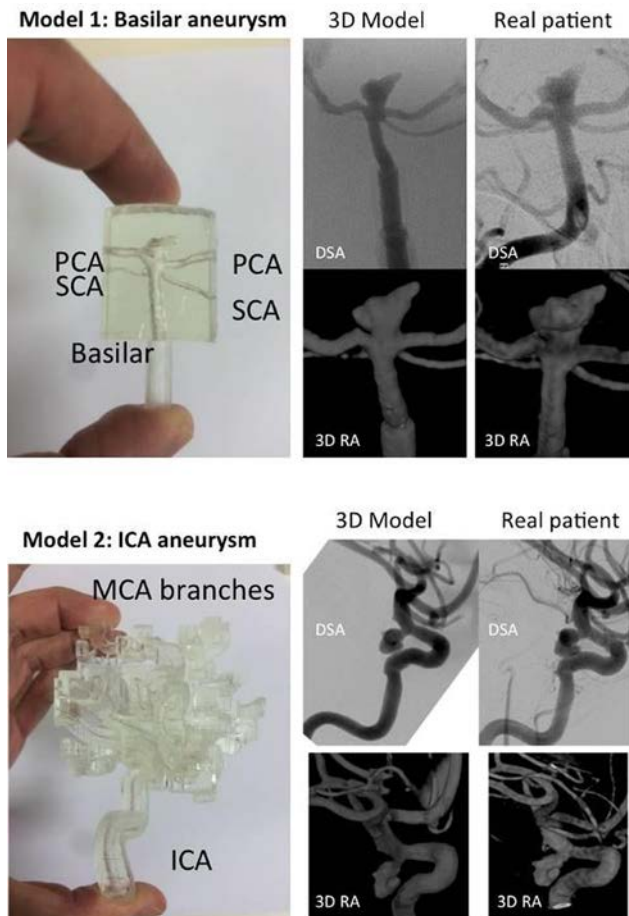 Model 1: Basilar aneurysm
3D Model
Real patient
PCA
SCA
PCA
SCA
Basilar
DSA
DSA
3D RA
3D RA
Model 2: ICA aneurysm
3D Model
Real patient
MCA branches
ICA
DSA
DSA
3D RA
3D RA